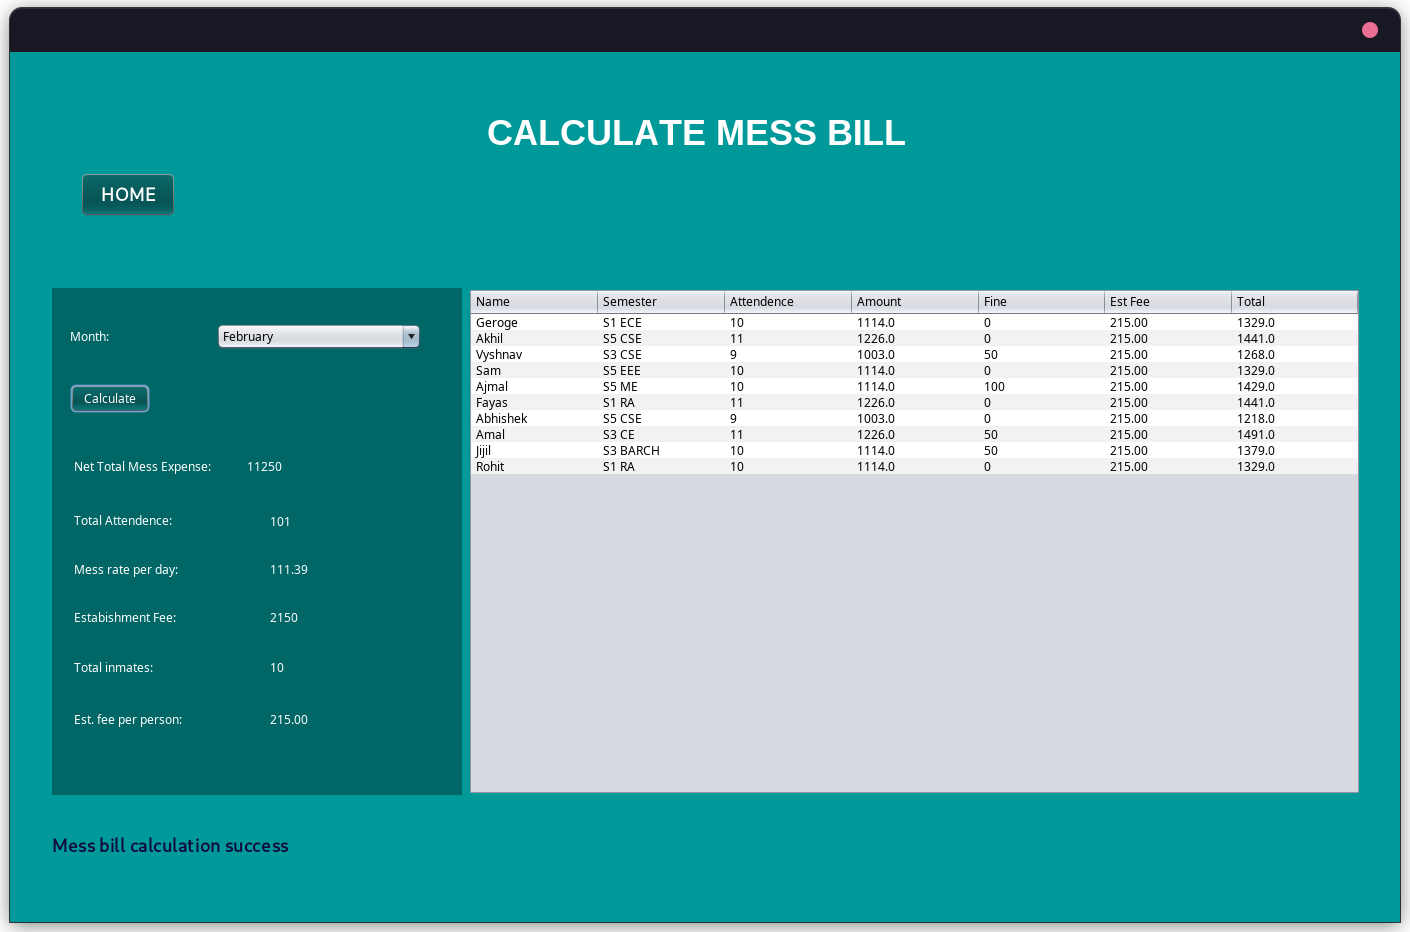 CALCULATE MESS BILL
HOME
Month: February
Calculate
Net Total Mess Expense: 11250
Total Attendence: 101
Mess rate per day: 111.39
Estabishment Fee: 2150
Total inmates: 10
Est. fee per person: 215.00
Name Semester Attendence Amount Fine Est Fee Total
Geroge S1 ECE 10 1114.0 0 215.00 1329.0
Akhil S5 CSE 11 1226.0 0 215.00 1441.0
Vyshnav S3 CSE 9 1003.0 50 215.00 1268.0
Sam S5 EEE 10 1114.0 0 215.00 1329.0
Ajmal S5 ME 10 1114.0 100 215.00 1429.0
Fayas S1 RA 11 1226.0 0 215.00 1441.0
Abhishek S5 CSE 9 1003.0 0 215.00 1218.0
Amal S3 CE 11 1226.0 50 215.00 1491.0
Jijil S3 BARCH 10 1114.0 50 215.00 1379.0
Rohit S1 RA 10 1114.0 0 215.00 1329.0
Mess bill calculation success